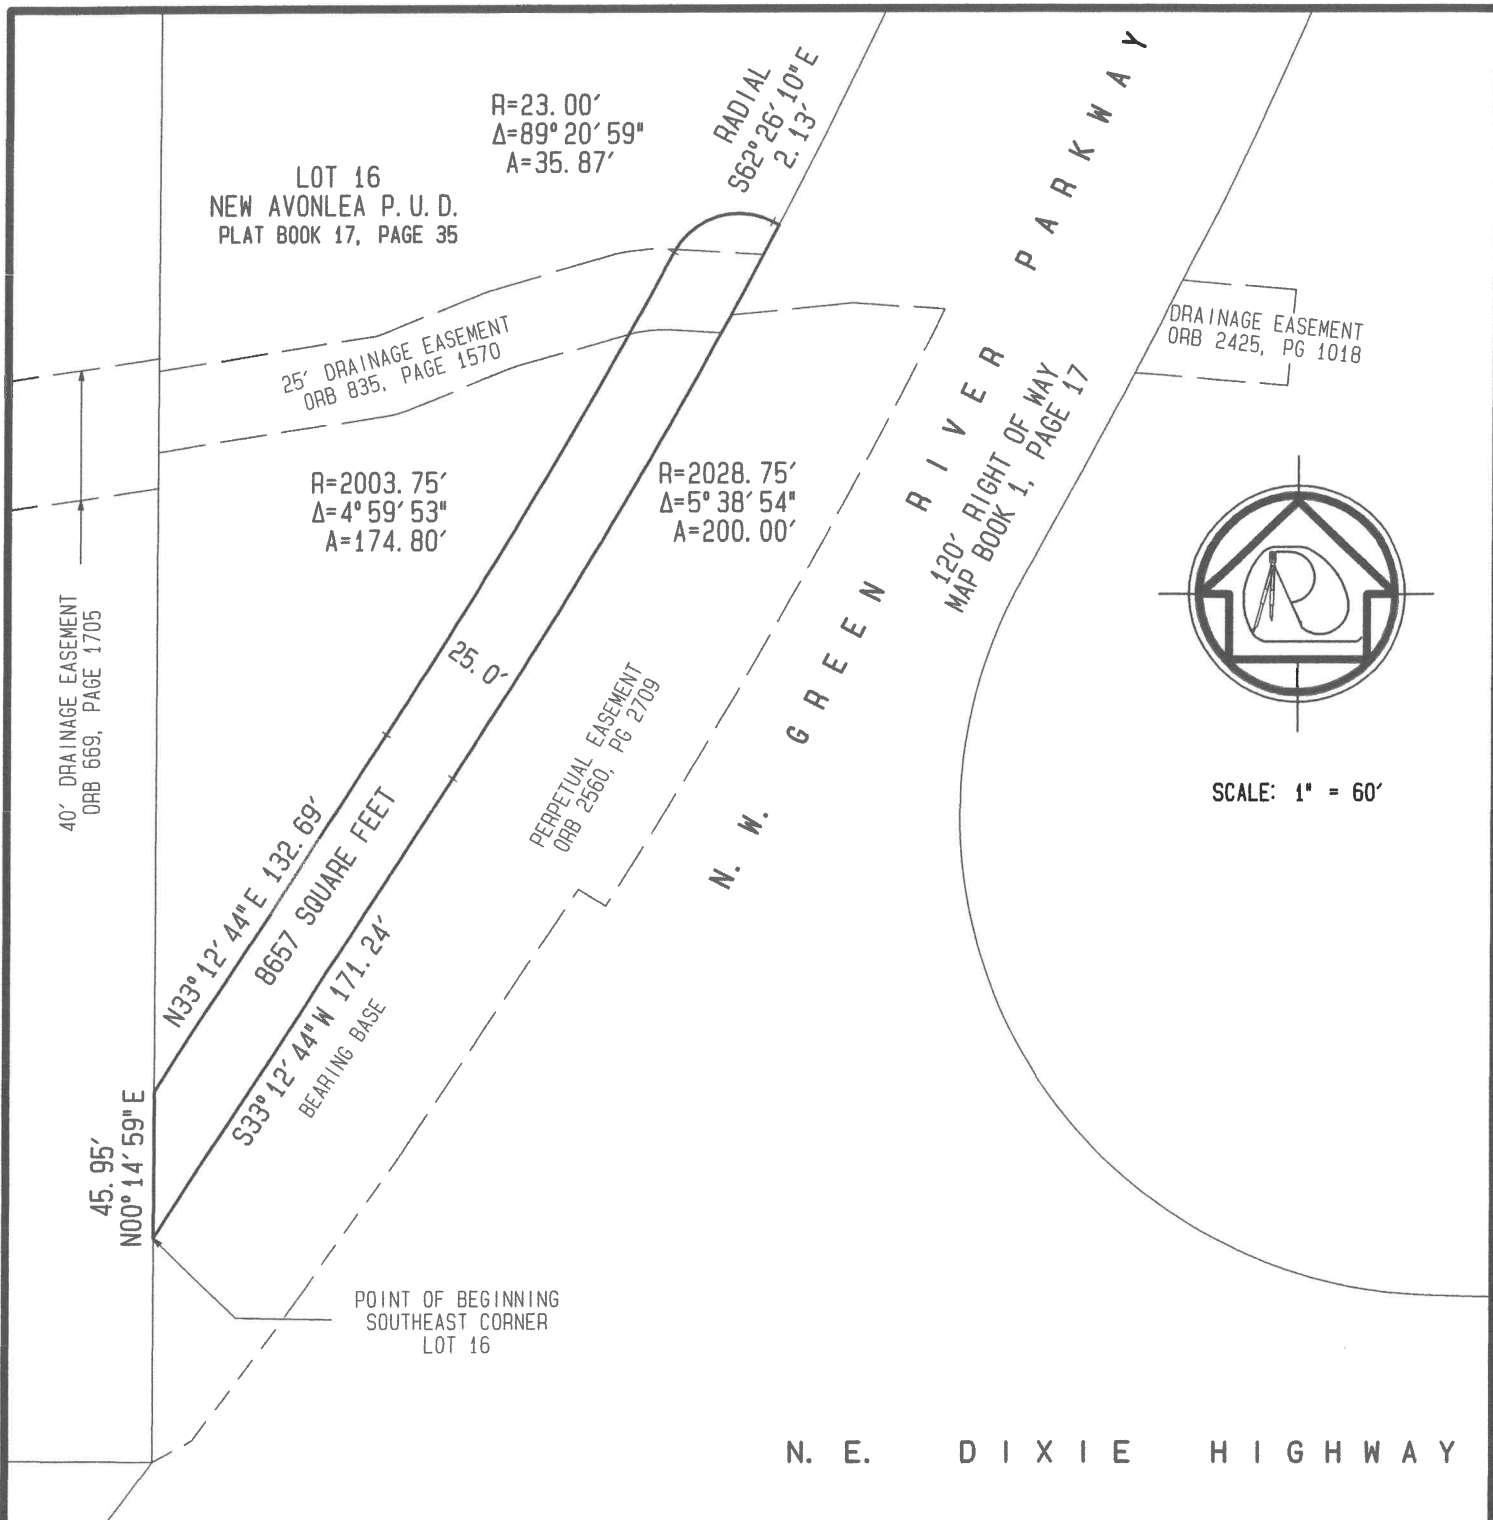 R=23.00'
Δ=89°20'59"
A=35.87'
RADIAL
S62°26'10"E
2.13'
LOT 16
NEW AVONLEA P.U.D.
PLAT BOOK 17, PAGE 35
25' DRAINAGE EASEMENT
ORB 835, PAGE 1570
DRAINAGE EASEMENT
ORB 2425, PG 1018
N.W. GREEN RIVER PARKWAY
120' RIGHT OF WAY
MAP BOOK 1, PAGE 17
R=2003.75'
Δ=4°59'53"
A=174.80'
R=2028.75'
Δ=5°38'54"
A=200.00'
40' DRAINAGE EASEMENT
ORB 669, PAGE 1705
25.0'
PERPETUAL EASEMENT
ORB 2560, PG 2709
SCALE: 1" = 60'
N33°12'44"E 132.69'
8657 SQUARE FEET
S33°12'44"W 171.24'
BEARING BASE
45.95'
N00°14'59"E
POINT OF BEGINNING
SOUTHEAST CORNER
LOT 16
N.E. DIXIE HIGHWAY